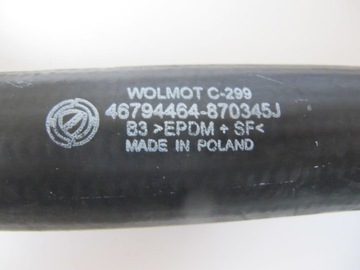 WOLMOT C-299
46794464-870345J
B3 >EPDM + SF<
MADE IN POLAND